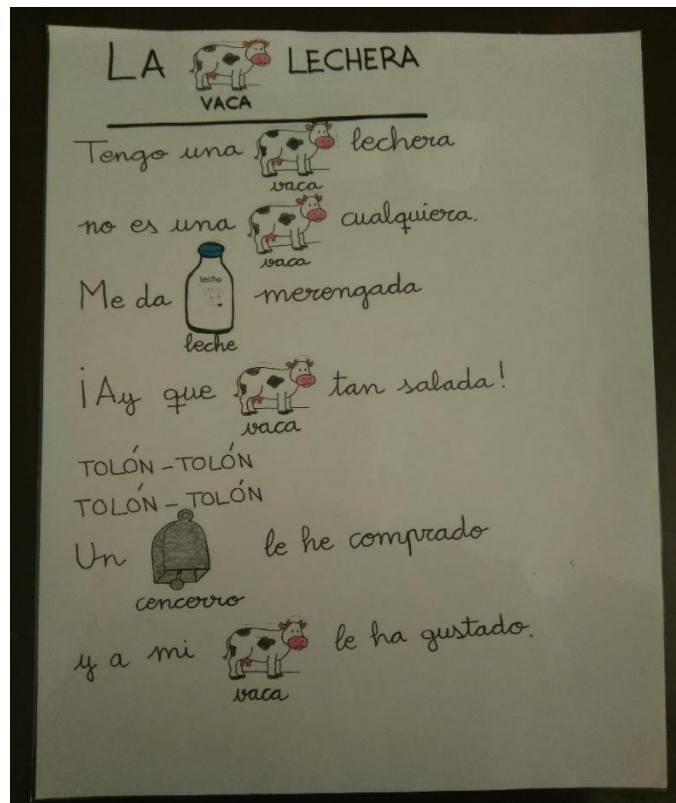 LA VACA LECHERA
Tengo una vaca lechera
no es una vaca cualquiera.
Me da leche leche merengada
¡Ay que vaca tan salada!
TOLÓN-TOLÓN
TOLÓN-TOLÓN
Un cencerro le he comprado
y a mi vaca le ha gustado.